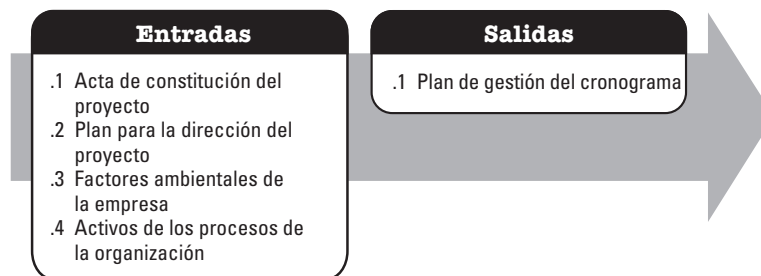 Entradas
.1 Acta de constitución del
proyecto
.2 Plan para la dirección del
proyecto
.3 Factores ambientales de
la empresa
.4 Activos de los procesos de
la organización
Salidas
.1 Plan de gestión del cronograma